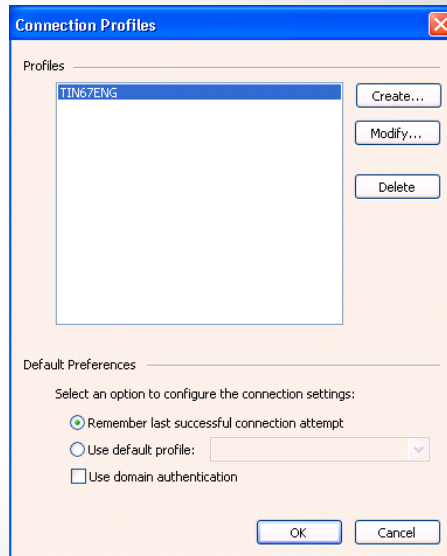 Connection Profiles
Profiles
TIN67ENG
Create...
Modify...
Delete
Default Preferences
Select an option to configure the connection settings:
Remember last successful connection attempt
Use default profile:
Use domain authentication
OK
Cancel